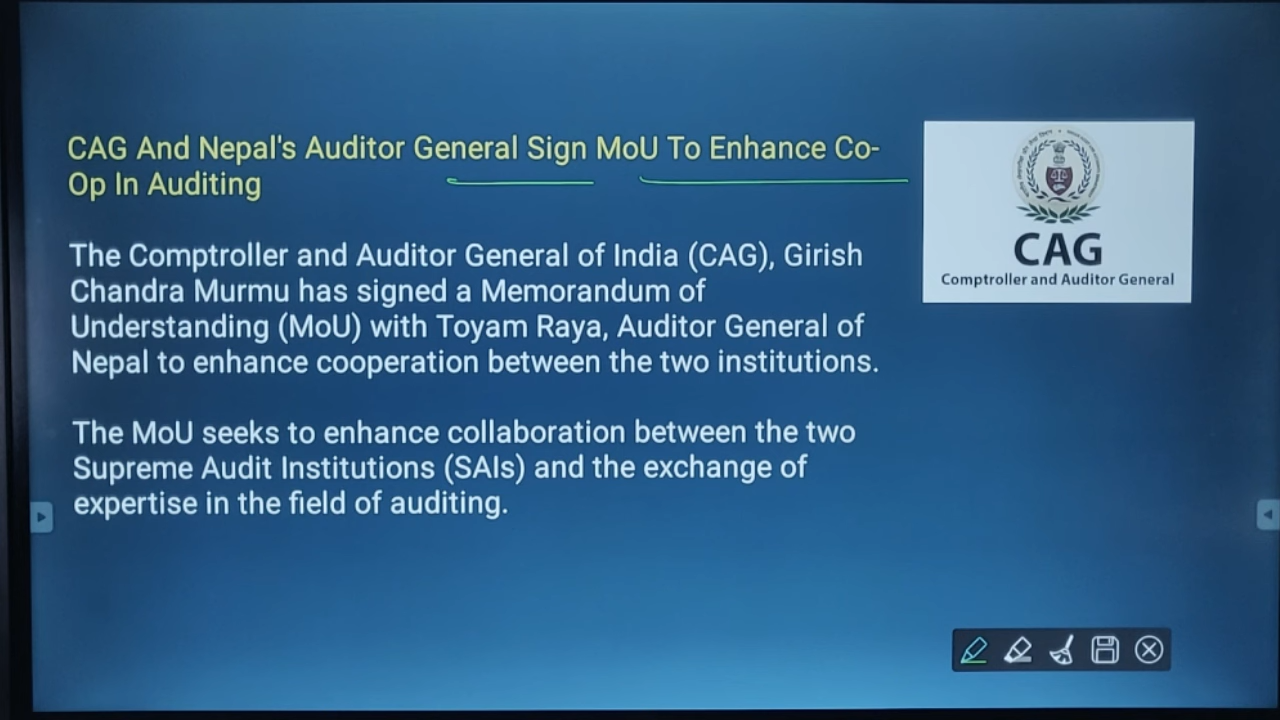 CAG And Nepal's Auditor General Sign MoU To Enhance Co-
Op In Auditing
The Comptroller and Auditor General of India (CAG), Girish
Chandra Murmu has signed a Memorandum of
Understanding (MoU) with Toyam Raya, Auditor General of
Nepal to enhance cooperation between the two institutions.
The MoU seeks to enhance collaboration between the two
Supreme Audit Institutions (SAIs) and the exchange of
expertise in the field of auditing.
CAG
Comptroller and Auditor General